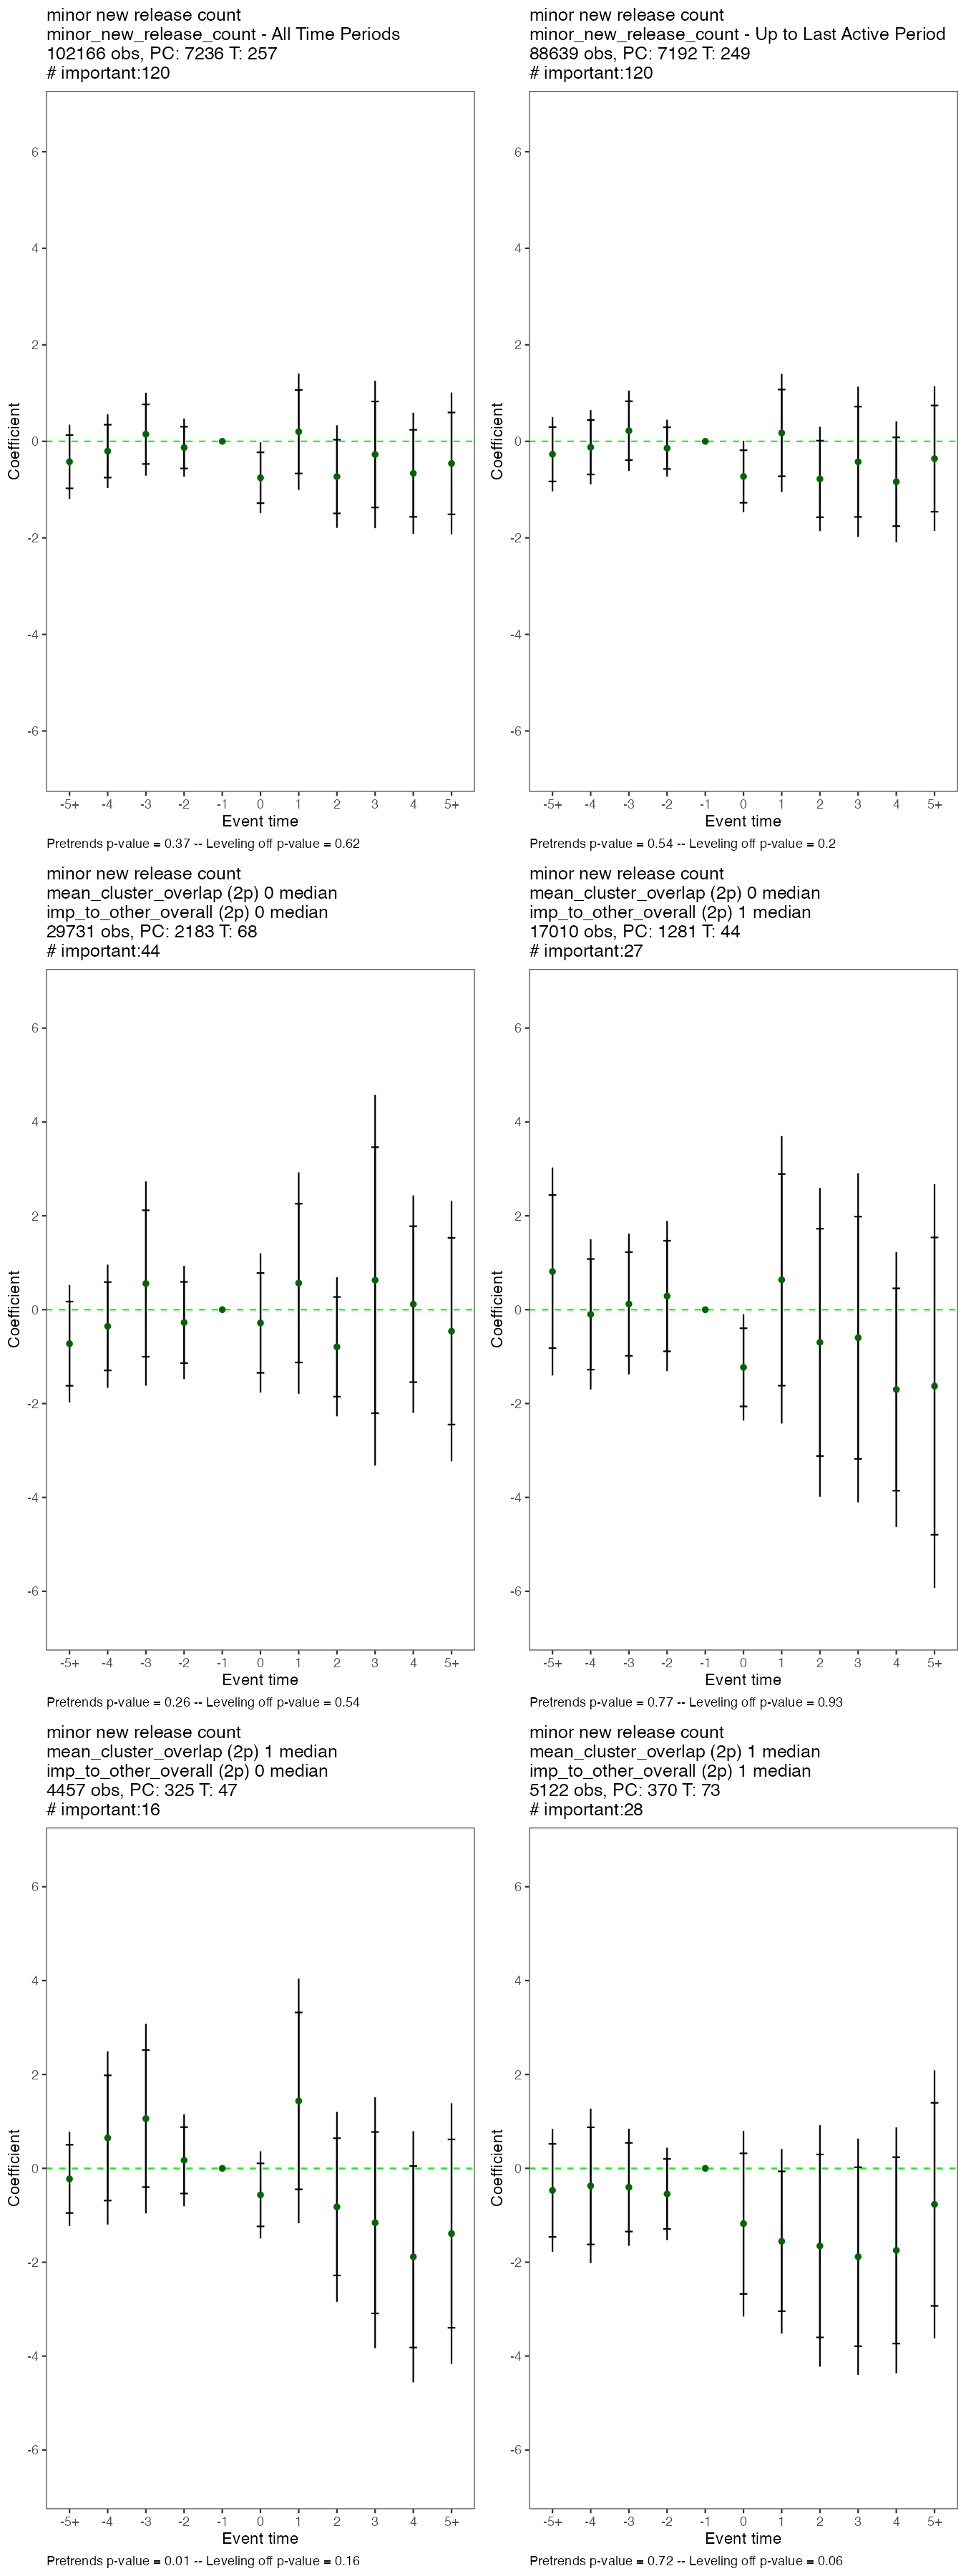 minor new release count
minor_new_release_count - All Time Periods
102166 obs, PC: 7236 T: 257
# important:120
6
4
2
0
-2
-4
-6
Coefficient
-5+ -4 -3 -2 -1 0 1 2 3 4 5+
Event time
Pretrends p-value = 0.37 -- Leveling off p-value = 0.62
minor new release count
minor_new_release_count - Up to Last Active Period
88639 obs, PC: 7192 T: 249
# important:120
6
4
2
0
-2
-4
-6
Coefficient
-5+ -4 -3 -2 -1 0 1 2 3 4 5+
Event time
Pretrends p-value = 0.54 -- Leveling off p-value = 0.2
minor new release count
mean_cluster_overlap (2p) 0 median
imp_to_other_overall (2p) 0 median
29731 obs, PC: 2183 T: 68
# important:44
6
4
2
0
-2
-4
-6
Coefficient
-5+ -4 -3 -2 -1 0 1 2 3 4 5+
Event time
Pretrends p-value = 0.26 -- Leveling off p-value = 0.54
minor new release count
mean_cluster_overlap (2p) 0 median
imp_to_other_overall (2p) 1 median
17010 obs, PC: 1281 T: 44
# important:27
6
4
2
0
-2
-4
-6
Coefficient
-5+ -4 -3 -2 -1 0 1 2 3 4 5+
Event time
Pretrends p-value = 0.77 -- Leveling off p-value = 0.93
minor new release count
mean_cluster_overlap (2p) 1 median
imp_to_other_overall (2p) 0 median
4457 obs, PC: 325 T: 47
# important:16
6
4
2
0
-2
-4
-6
Coefficient
-5+ -4 -3 -2 -1 0 1 2 3 4 5+
Event time
Pretrends p-value = 0.01 -- Leveling off p-value = 0.16
minor new release count
mean_cluster_overlap (2p) 1 median
imp_to_other_overall (2p) 1 median
5122 obs, PC: 370 T: 73
# important:28
6
4
2
0
-2
-4
-6
Coefficient
-5+ -4 -3 -2 -1 0 1 2 3 4 5+
Event time
Pretrends p-value = 0.72 -- Leveling off p-value = 0.06